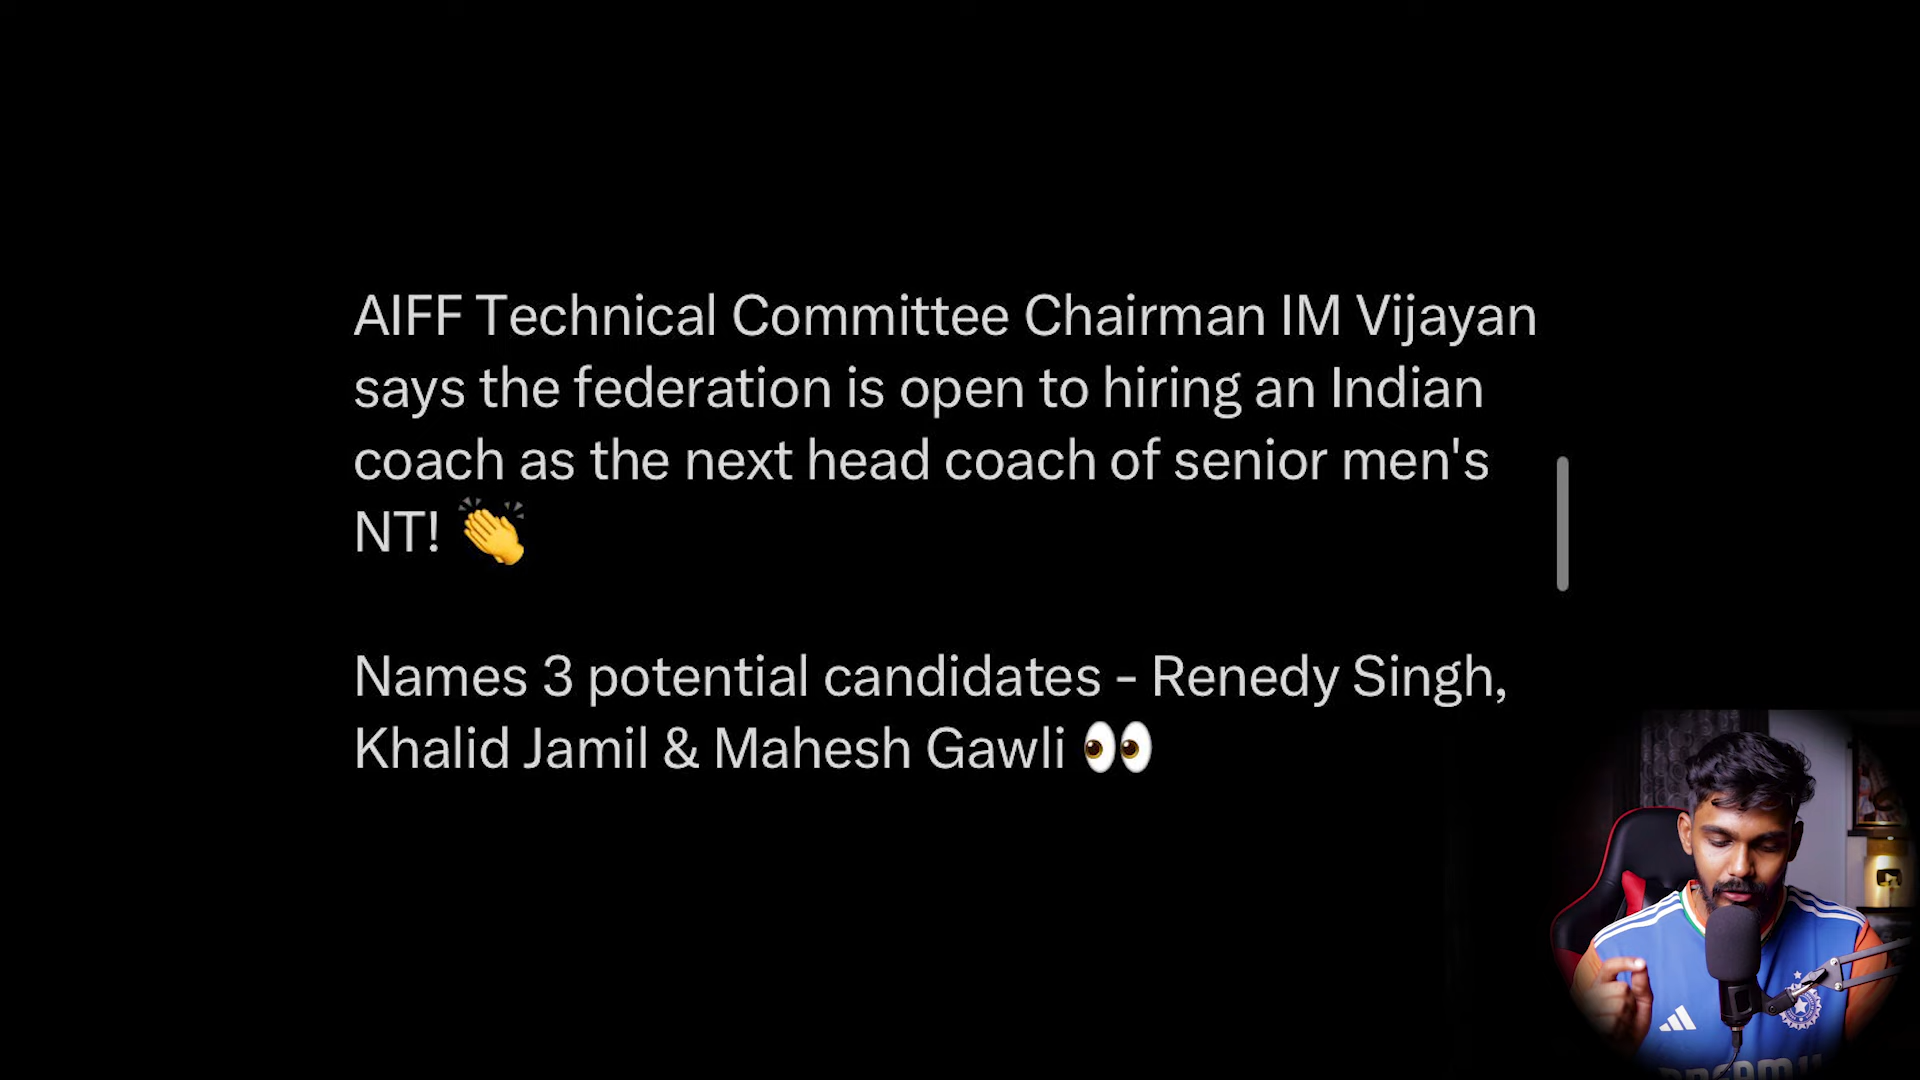 AIFF Technical Committee Chairman IM Vijayan
says the federation is open to hiring an Indian
coach as the next head coach of senior men's
NT! 👏
Names 3 potential candidates - Renedy Singh,
Khalid Jamil & Mahesh Gawli 👀